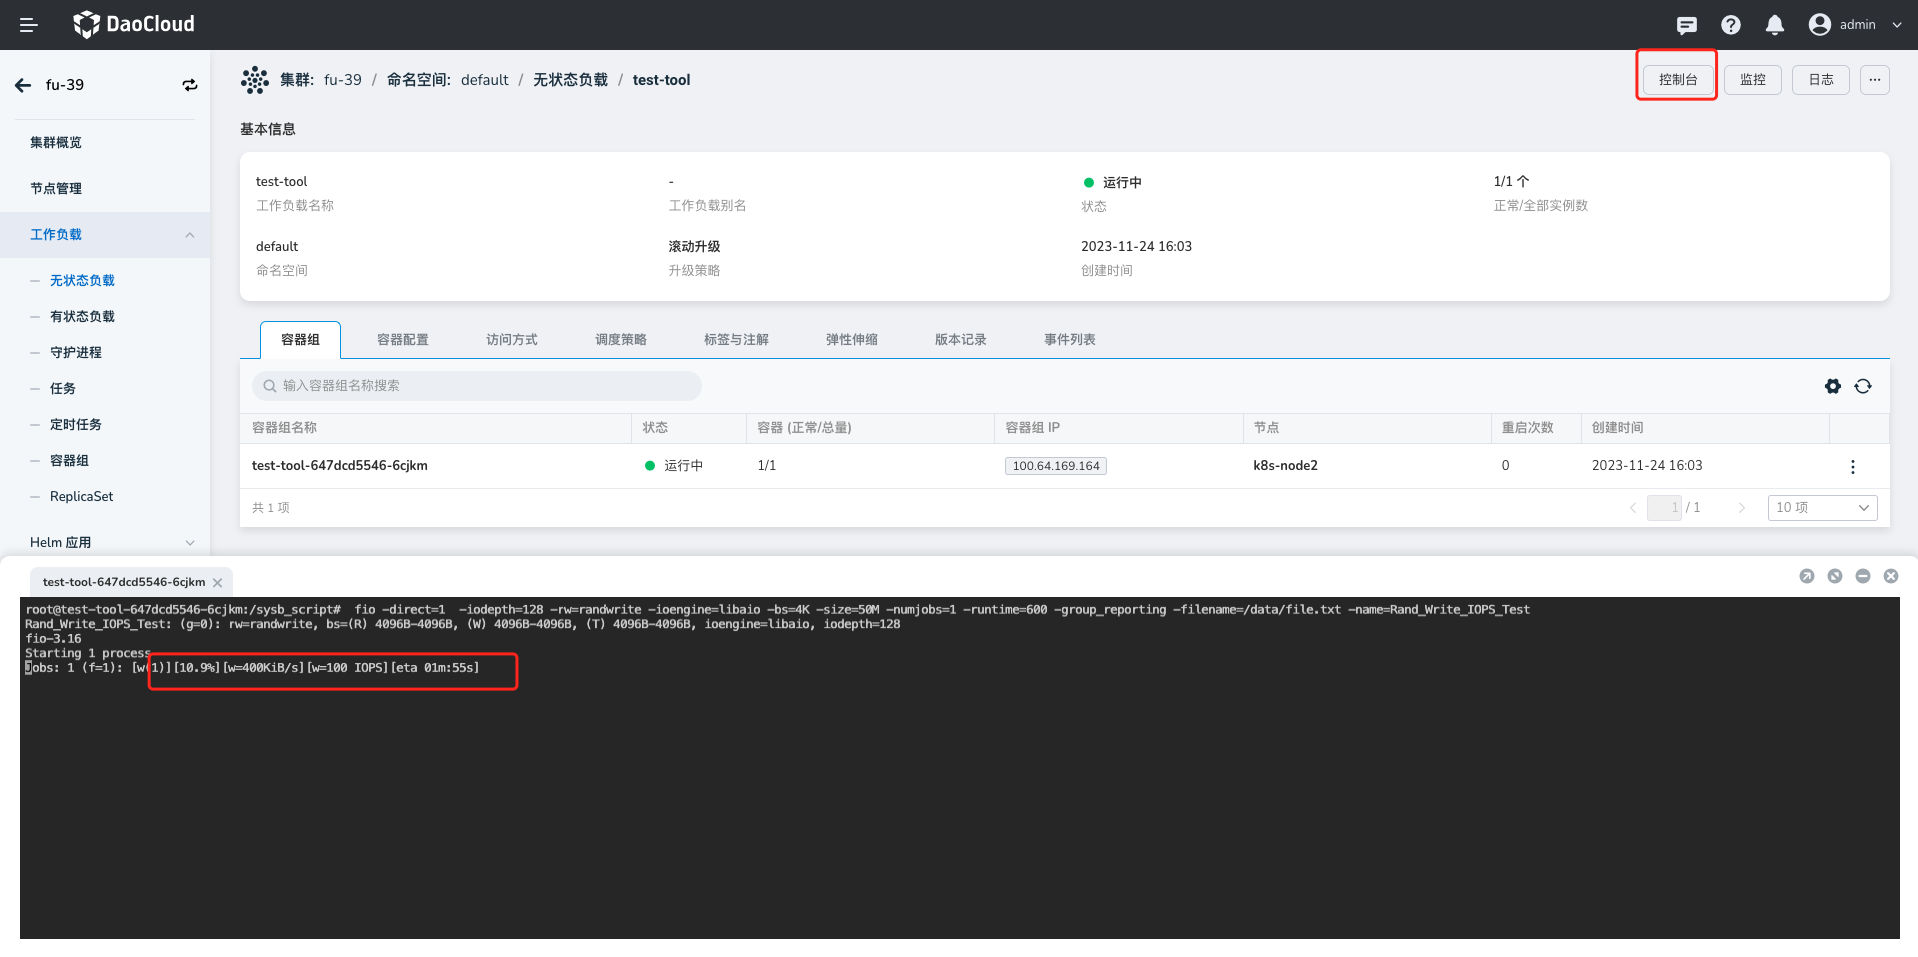 DaoCloud
admin
fu-39
集群: fu-39 / 命名空间: default / 无状态负载 / test-tool
控制台
监控
日志
集群概览
节点管理
工作负载
无状态负载
有状态负载
守护进程
任务
定时任务
容器组
ReplicaSet
Helm 应用
基本信息
test-tool
工作负载名称
-
工作负载别名
运行中
状态
1/1 个
正常/全部实例数
default
命名空间
滚动升级
升级策略
2023-11-24 16:03
创建时间
容器组 容器配置 访问方式 调度策略 标签与注解 弹性伸缩 版本记录 事件列表
输入容器组名称搜索
容器组名称 状态 容器 (正常/总量) 容器组 IP 节点 重启次数 创建时间
test-tool-647dcd5546-6cjkm 运行中 1/1 100.64.169.164 k8s-node2 0 2023-11-24 16:03
共 1 项 1 / 1 10 项
test-tool-647dcd5546-6cjkm
root@test-tool-647dcd5546-6cjkm:/sysb_script#  fio -direct=1  -iodepth=128 -rw=randwrite -ioengine=libaio -bs=4K -size=50M -numjobs=1 -runtime=600 -group_reporting -filename=/data/file.txt -name=Rand_Write_IOPS_Test
Rand_Write_IOPS_Test: (g=0): rw=randwrite, bs=(R) 4096B-4096B, (W) 4096B-4096B, (T) 4096B-4096B, ioengine=libaio, iodepth=128
fio-3.16
Starting 1 process
Jobs: 1 (f=1): [w(1)][10.9%][w=400KiB/s][w=100 IOPS][eta 01m:55s]